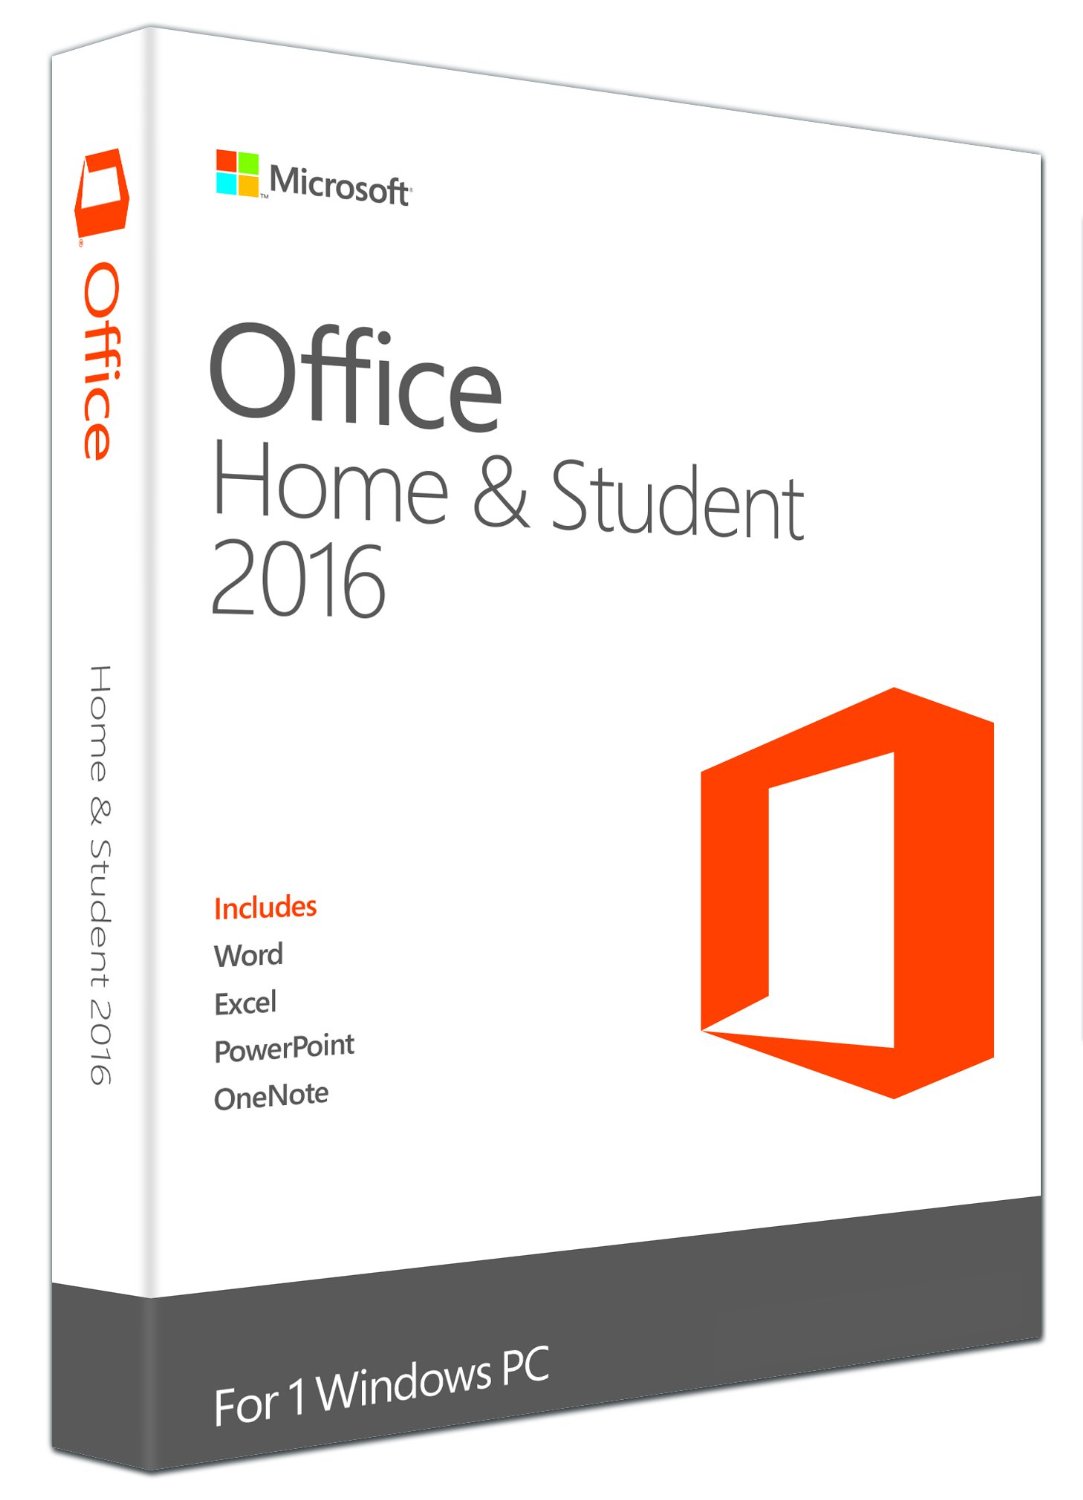 Office
Home & Student 2016
Microsoft
Office
Home & Student
2016
Includes
Word
Excel
PowerPoint
OneNote
For 1 Windows PC